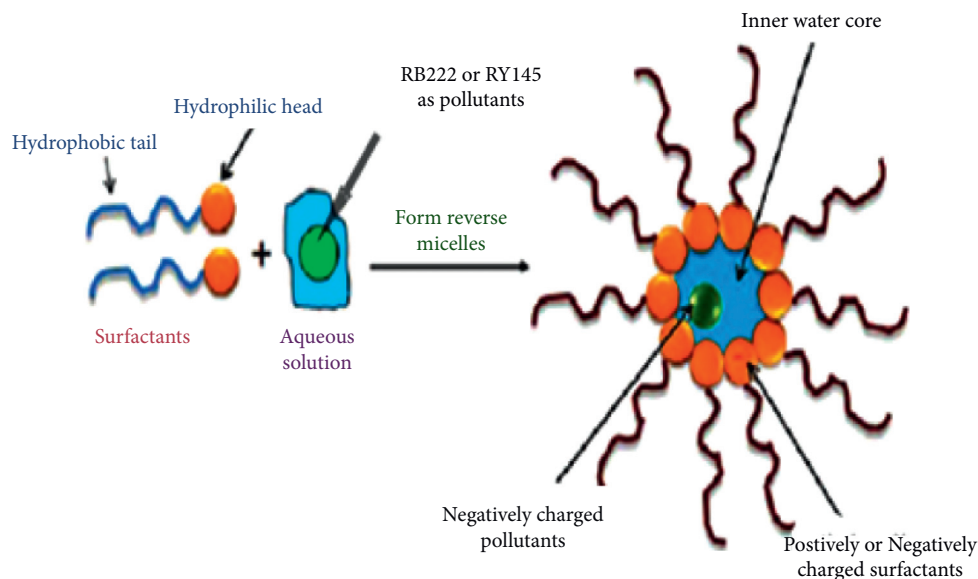 Inner water core
RB222 or RY145
as pollutants
Hydrophilic head
Hydrophobic tail
Form reverse
micelles
+
Surfactants
Aqueous
solution
Negatively charged
pollutants
Postively or Negatively
charged surfactants